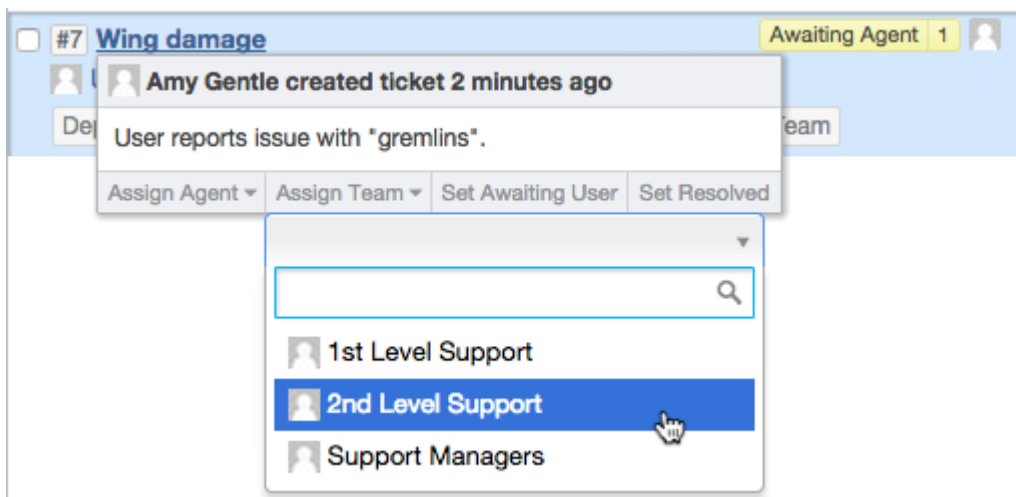 #7 Wing damage Awaiting Agent 1
Amy Gentle created ticket 2 minutes ago
User reports issue with "gremlins".
Assign Agent Assign Team Set Awaiting User Set Resolved
1st Level Support
2nd Level Support
Support Managers